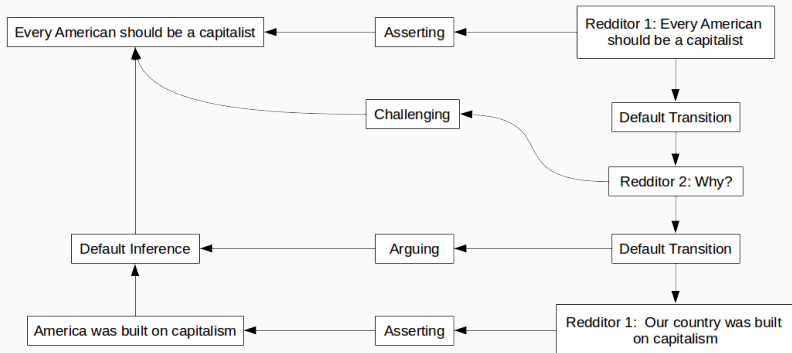 Every American should be a capitalist
Asserting
Redditor 1: Every American
should be a capitalist
Challenging
Default Transition
Redditor 2: Why?
Default Inference
Arguing
Default Transition
America was built on capitalism
Asserting
Redditor 1:  Our country was built
on capitalism